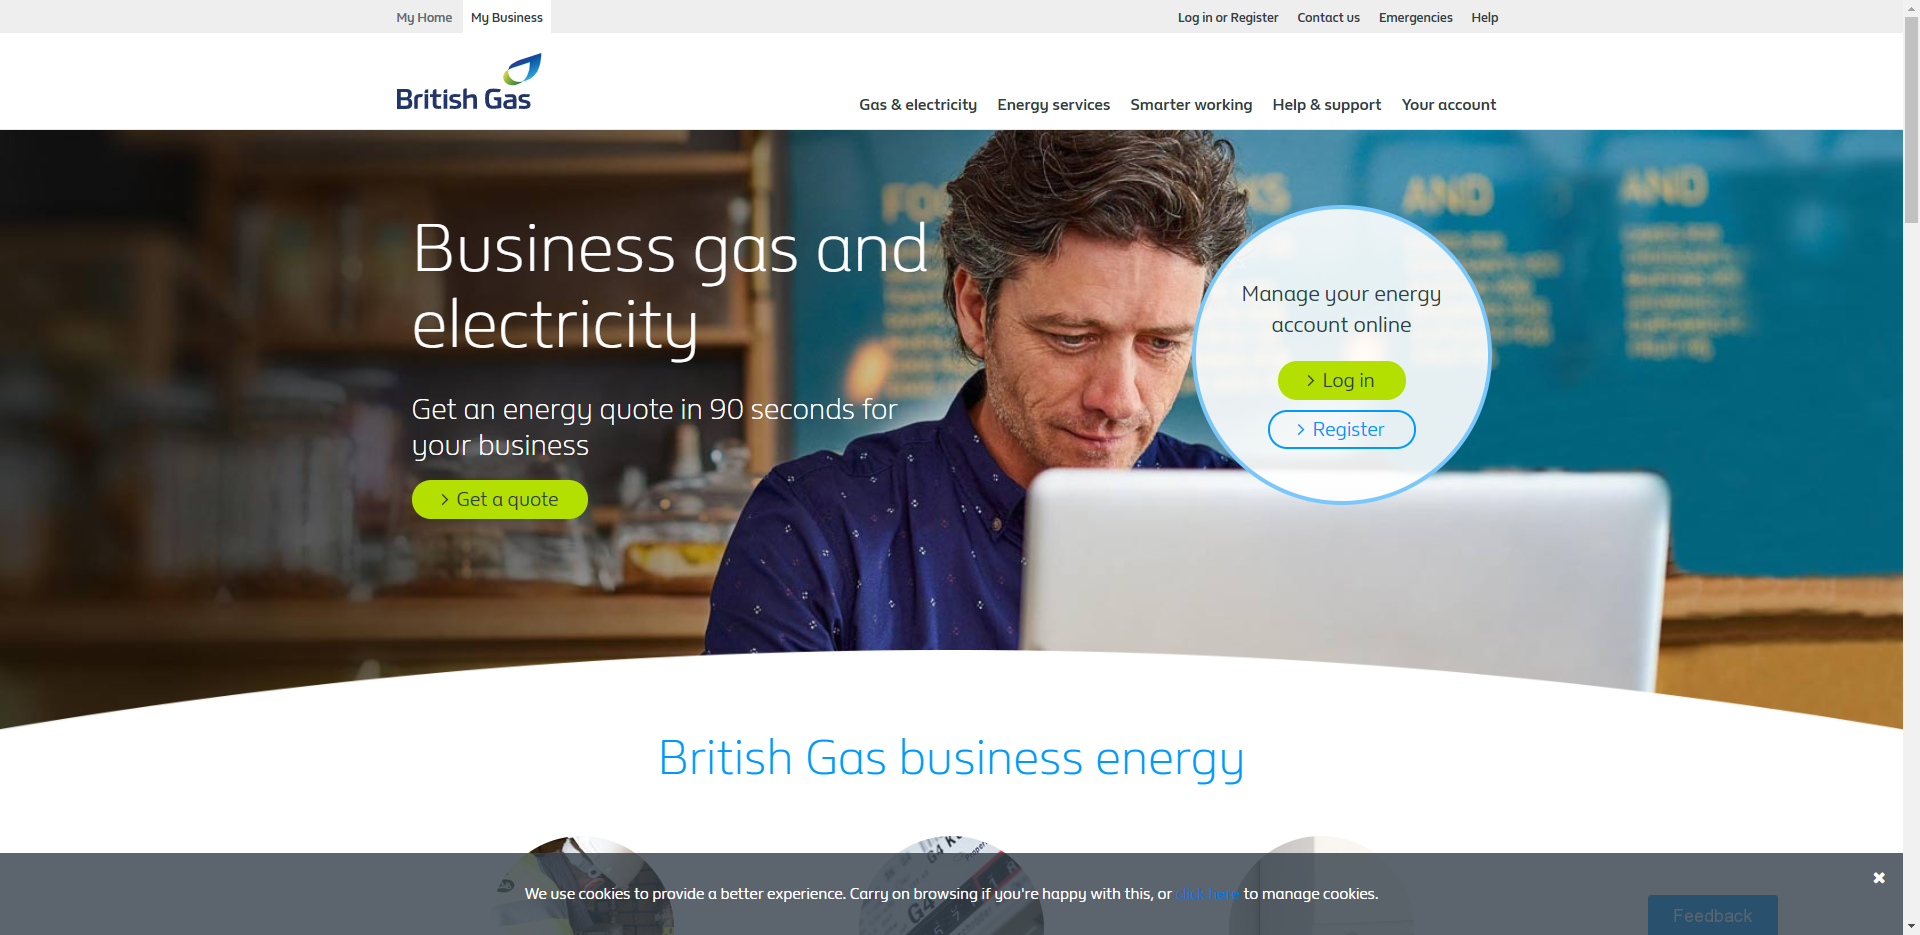 My Home
My Business
Log in or Register
Contact us
Emergencies
Help
British Gas
Gas & electricity
Energy services
Smarter working
Help & support
Your account
AND
AND
Business gas and
electricity
Get an energy quote in 90 seconds for
your business
> Get a quote
Manage your energy
account online
> Log in
> Register
British Gas business energy
G4
We use cookies to provide a better experience. Carry on browsing if you're happy with this, or click here to manage cookies.
Feedback